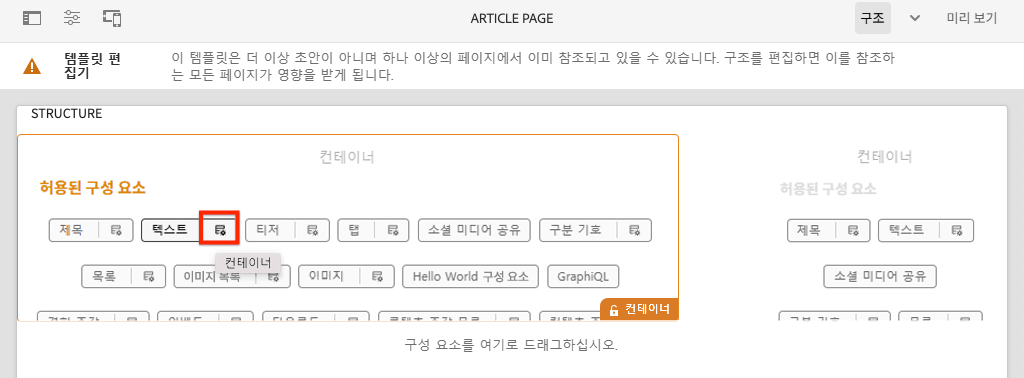 ARTICLE PAGE
구조
미리 보기
템플릿 편
집기
이 템플릿은 더 이상 초안이 아니며 하나 이상의 페이지에서 이미 참조되고 있을 수 있습니다. 구조를 편집하면 이를 참조하
는 모든 페이지가 영향을 받게 됩니다.
STRUCTURE
컨테이너
허용된 구성 요소
제목 텍스트 티저 탭 소셜 미디어 공유 구분 기호
컨테이너
목록 이미지 목록 이미지 Hello World 구성 요소 GraphiQL
컨테이너
컨테이너
허용된 구성 요소
제목 텍스트
소셜 미디어 공유
구분 기호 목록
구성 요소를 여기로 드래그하십시오.